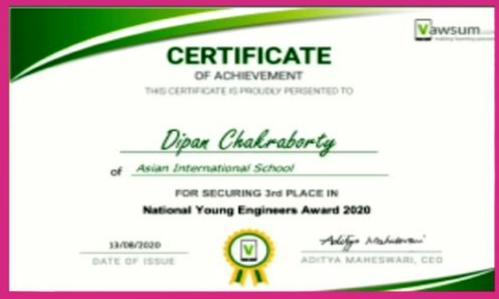 Vawsum
CERTIFICATE
OF ACHIEVEMENT
THIS CERTIFICATE IS PROUDLY PERSENTED TO
Dipan Chakraborty
of Asian International School
FOR SECURING 3rd PLACE IN
National Young Engineers Award 2020
13/08/2020
DATE OF ISSUE
Aditya Maheswari
ADITYA MAHESWARI, CEO